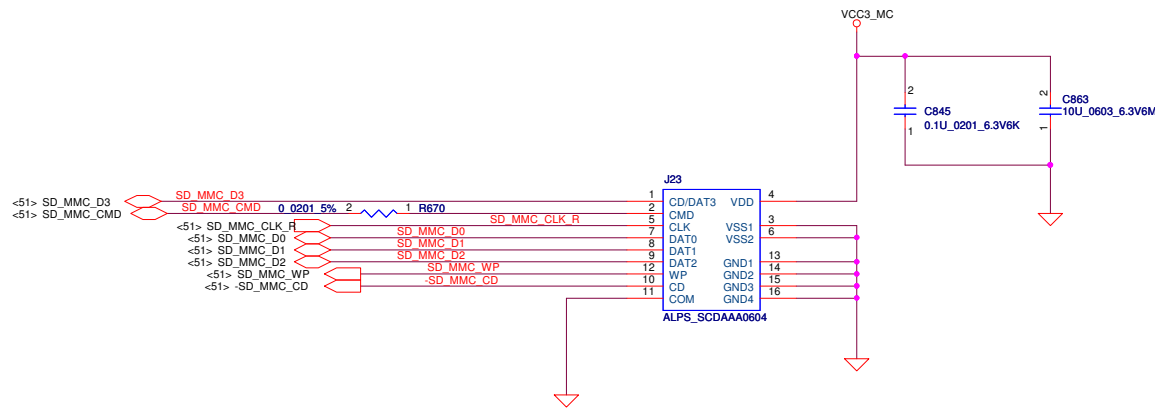 VCC3_MC
2
C845
1
0.1U_0201_6.3V6K
2
C863
10U_0603_6.3V6M
1
J23
<51> SD_MMC_D3 SD_MMC_D3 1 CD/DAT3 VDD 4
<51> SD_MMC_CMD SD_MMC_CMD 0_0201_5% 2 1 R670 2 CMD
<51> SD_MMC_CLK_R SD_MMC_CLK_R 5 CLK VSS1 3
<51> SD_MMC_D0 SD_MMC_D0 7 DAT0 VSS2 6
<51> SD_MMC_D1 SD_MMC_D1 8 DAT1
<51> SD_MMC_D2 SD_MMC_D2 9 DAT2 GND1 13
<51> SD_MMC_WP SD_MMC_WP 12 WP GND2 14
<51> -SD_MMC_CD -SD_MMC_CD 10 CD GND3 15
11 COM GND4 16
ALPS_SCDAAA0604